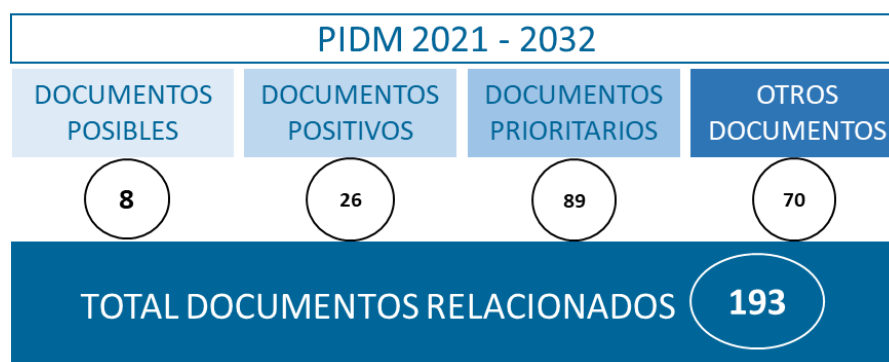 PIDM 2021 - 2032
DOCUMENTOS
POSIBLES
DOCUMENTOS
POSITIVOS
DOCUMENTOS
PRIORITARIOS
OTROS
DOCUMENTOS
8
26
89
70
TOTAL DOCUMENTOS RELACIONADOS 193